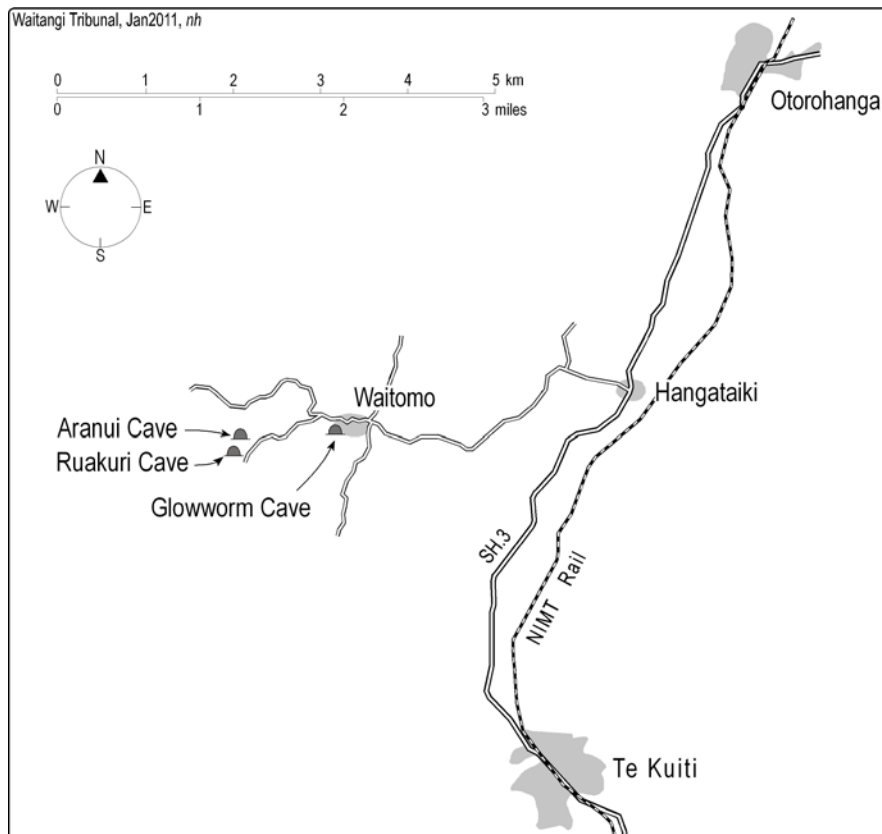 Waitangi Tribunal, Jan2011, nh
0 1 2 3 4 5 km
0 1 2 3 miles
N
W E
S
Otorohanga
Hangataiki
Waitomo
Aranui Cave
Ruakuri Cave
Glowworm Cave
SH.3
NIMT Rail
Te Kuiti